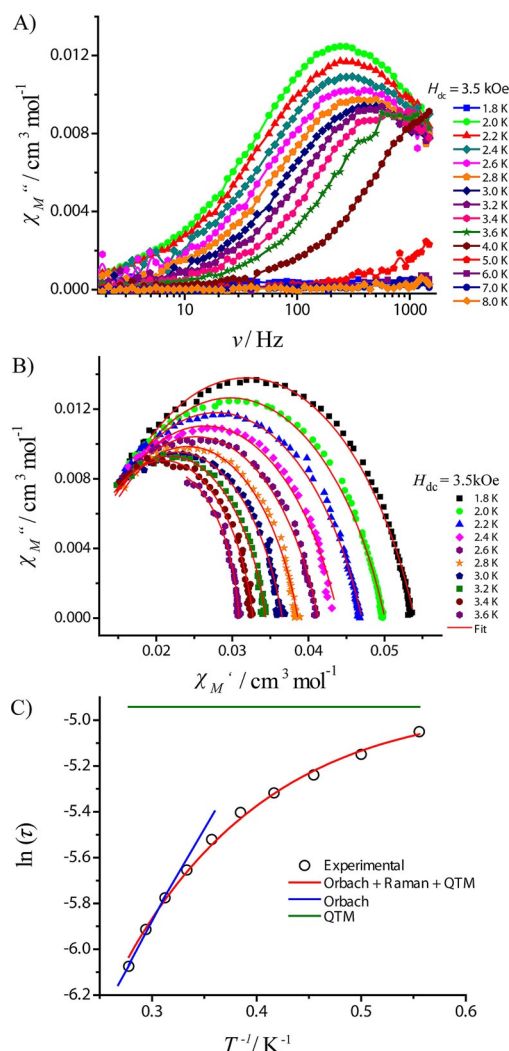 A)
χM“ / cm3 mol-1
0.012
0.008
0.004
0.000
10
100
1000
ν/ Hz
Hdc = 3.5 kOe
1.8 K
2.0 K
2.2 K
2.4 K
2.6 K
2.8 K
3.0 K
3.2 K
3.4 K
3.6 K
4.0 K
5.0 K
6.0 K
7.0 K
8.0 K
B)
χM“ / cm3 mol-1
0.012
0.008
0.004
0.000
0.02
0.03
0.04
0.05
χM‘ / cm3 mol-1
Hdc = 3.5kOe
1.8 K
2.0 K
2.2 K
2.4 K
2.6 K
2.8 K
3.0 K
3.2 K
3.4 K
3.6 K
Fit
C)
ln (τ)
-5.0
-5.2
-5.4
-5.6
-5.8
-6.0
-6.2
0.3
0.4
0.5
0.6
T-1/ K-1
Experimental
Orbach + Raman + QTM
Orbach
QTM